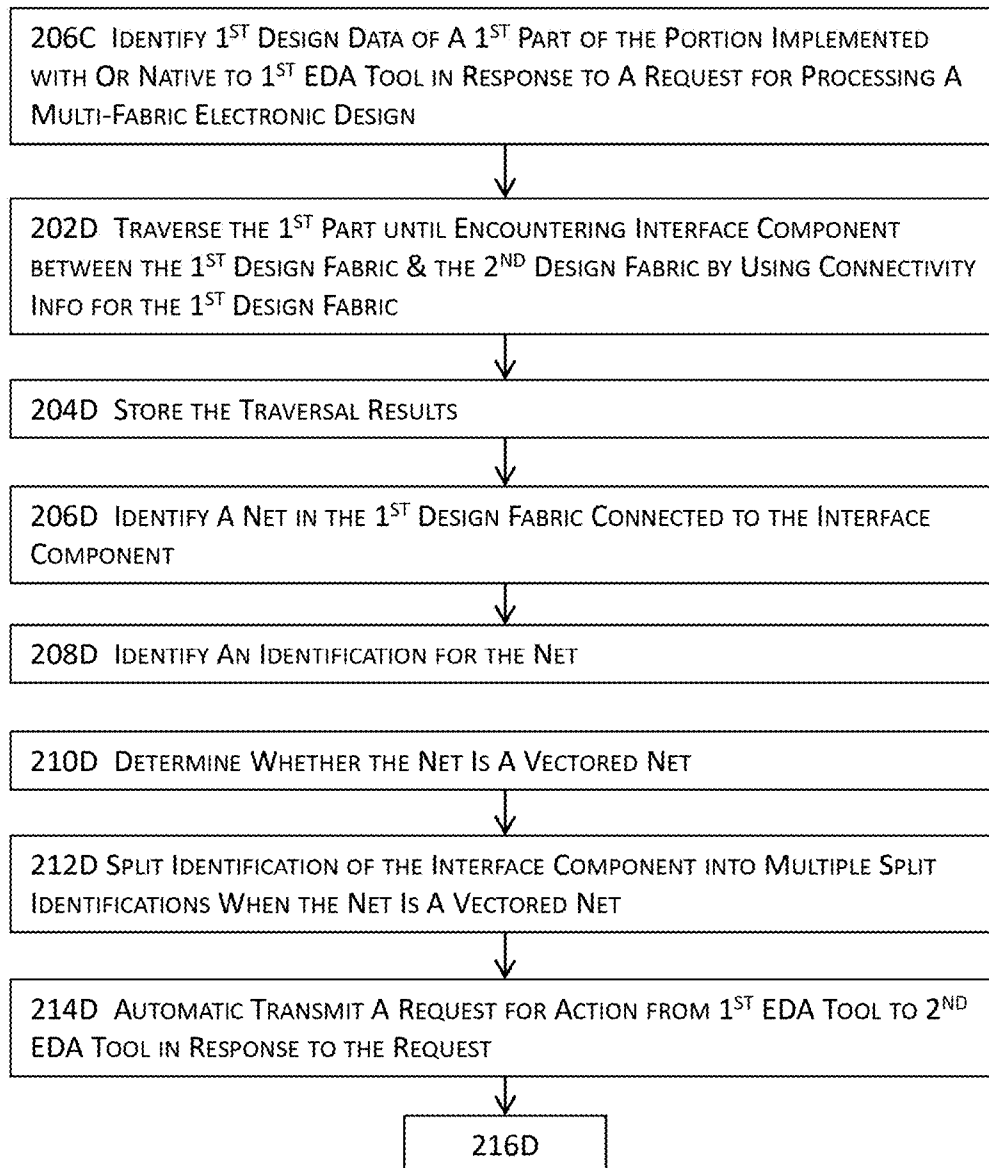 206C Identify 1ST Design Data of A 1ST Part of the Portion Implemented
with Or Native to 1ST EDA Tool in Response to A Request for Processing A
Multi-Fabric Electronic Design
202D Traverse the 1ST Part until Encountering Interface Component
between the 1ST Design Fabric & the 2ND Design Fabric by Using Connectivity
Info for the 1ST Design Fabric
204D Store the Traversal Results
206D Identify A Net in the 1ST Design Fabric Connected to the Interface
Component
208D Identify An Identification for the Net
210D Determine Whether the Net Is A Vectored Net
212D Split Identification of the Interface Component into Multiple Split
Identifications When the Net Is A Vectored Net
214D Automatic Transmit A Request for Action from 1ST EDA Tool to 2ND
EDA Tool in Response to the Request
216D